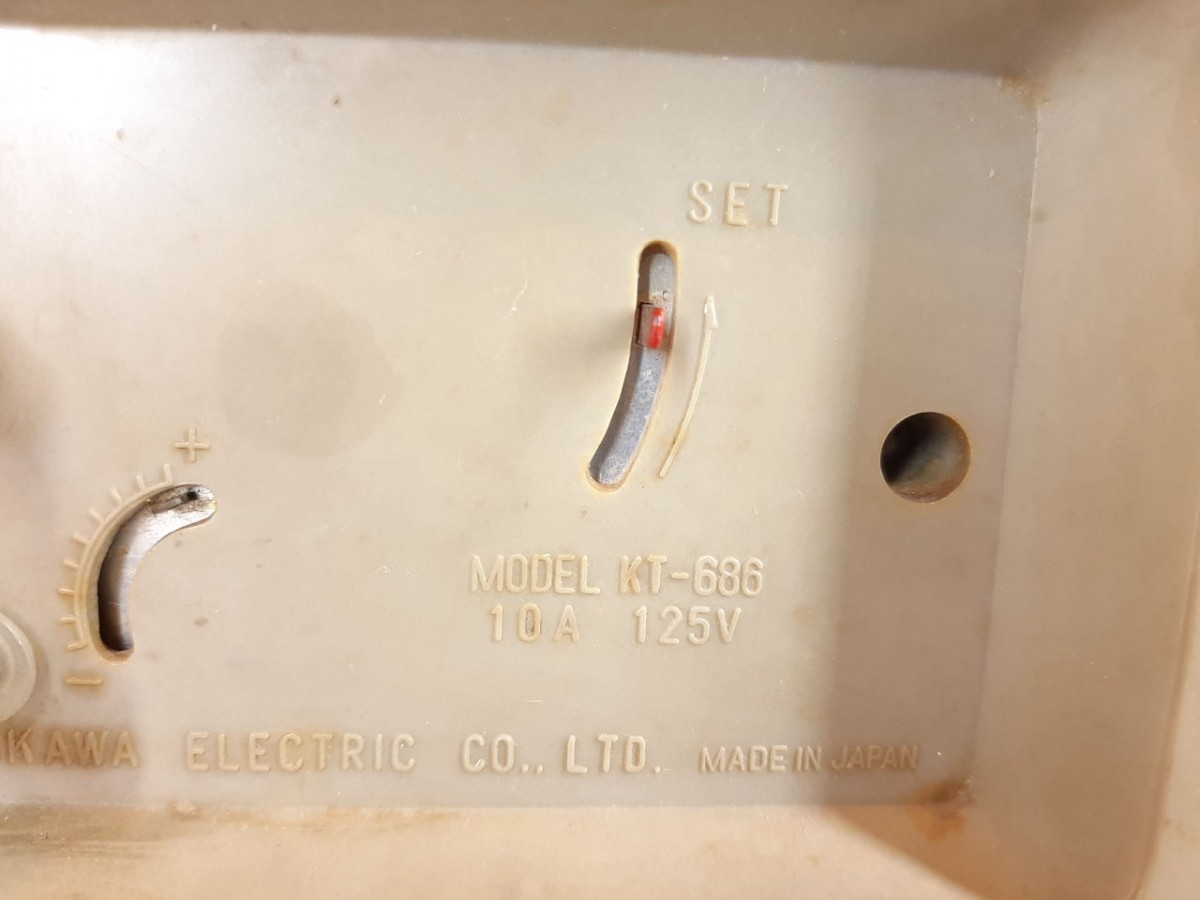 SET
+
−
MODEL KT-686
10A 125V
KAWA ELECTRIC CO., LTD. MADE IN JAPAN